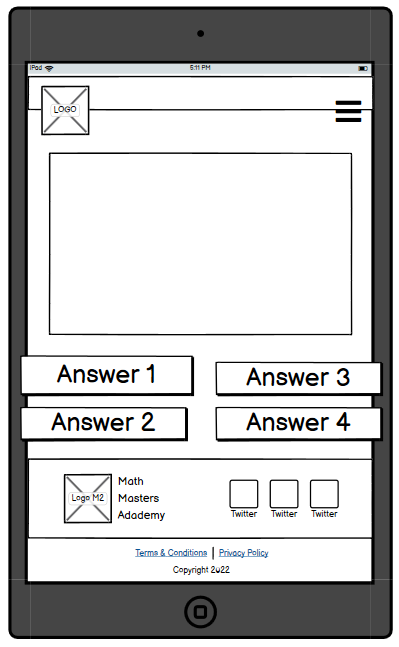 iPad 5:11 PM
LOGO
Answer 1
Answer 3
Answer 2
Answer 4
Logo M2
Math
Masters
Adademy
Twitter Twitter Twitter
Terms & Conditions | Privacy Policy
Copyright 2022